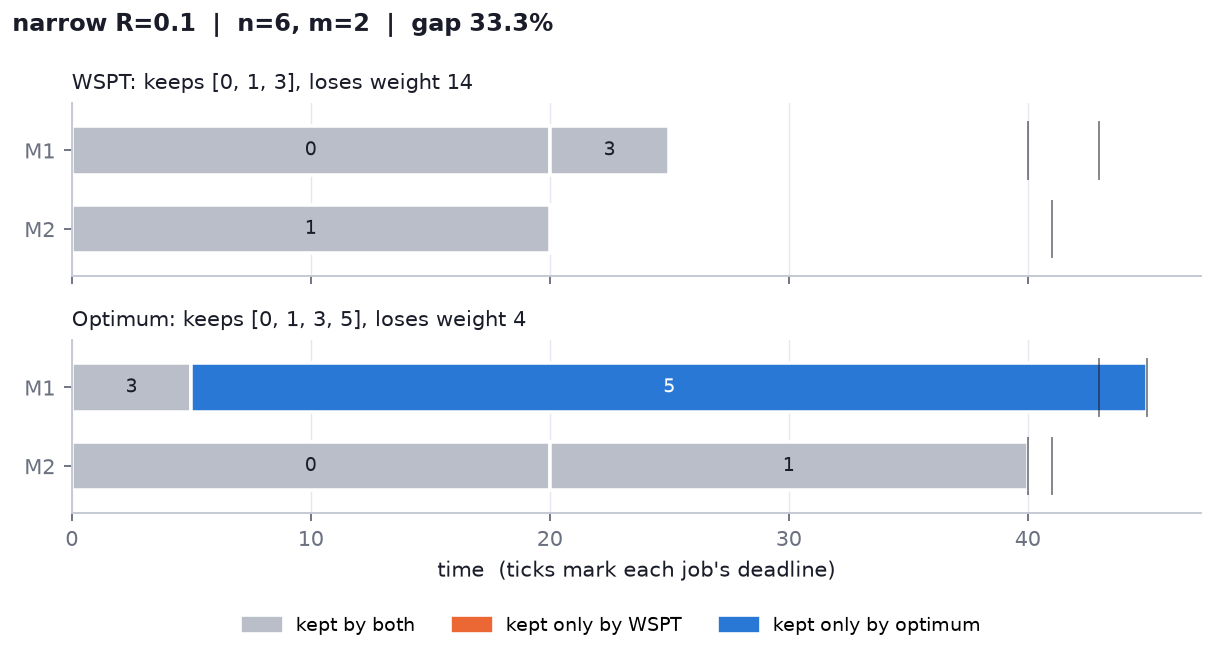 narrow R=0.1 | n=6, m=2 | gap 33.3%
WSPT: keeps [0, 1, 3], loses weight 14
M1
0
3
M2
1
Optimum: keeps [0, 1, 3, 5], loses weight 4
M1
3
5
M2
0
1
0 10 20 30 40
time (ticks mark each job's deadline)
kept by both kept only by WSPT kept only by optimum